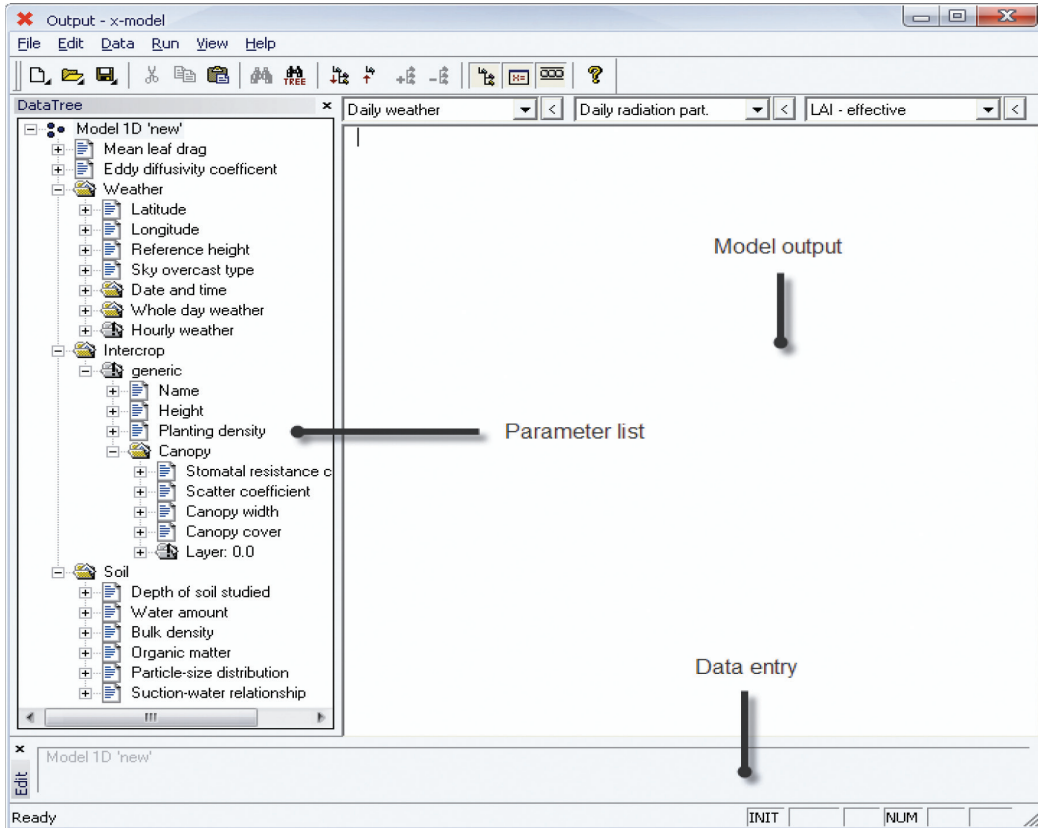 Output - x-model
File Edit Data Run View Help
TREE
X=
?
DataTree
Daily weather
<
Daily radiation part.
<
LAI - effective
<
Model 1D 'new'
Mean leaf drag
Eddy diffusivity coefficent
Weather
Latitude
Longitude
Reference height
Sky overcast type
Date and time
Whole day weather
Hourly weather
Intercrop
generic
Name
Height
Planting density
Canopy
Stomatal resistance c
Scatter coefficient
Canopy width
Canopy cover
Layer: 0.0
Soil
Depth of soil studied
Water amount
Bulk density
Organic matter
Particle-size distribution
Suction-water relationship
Model output
Parameter list
Data entry
Edit
Model 1D 'new'
Ready
INIT
NUM